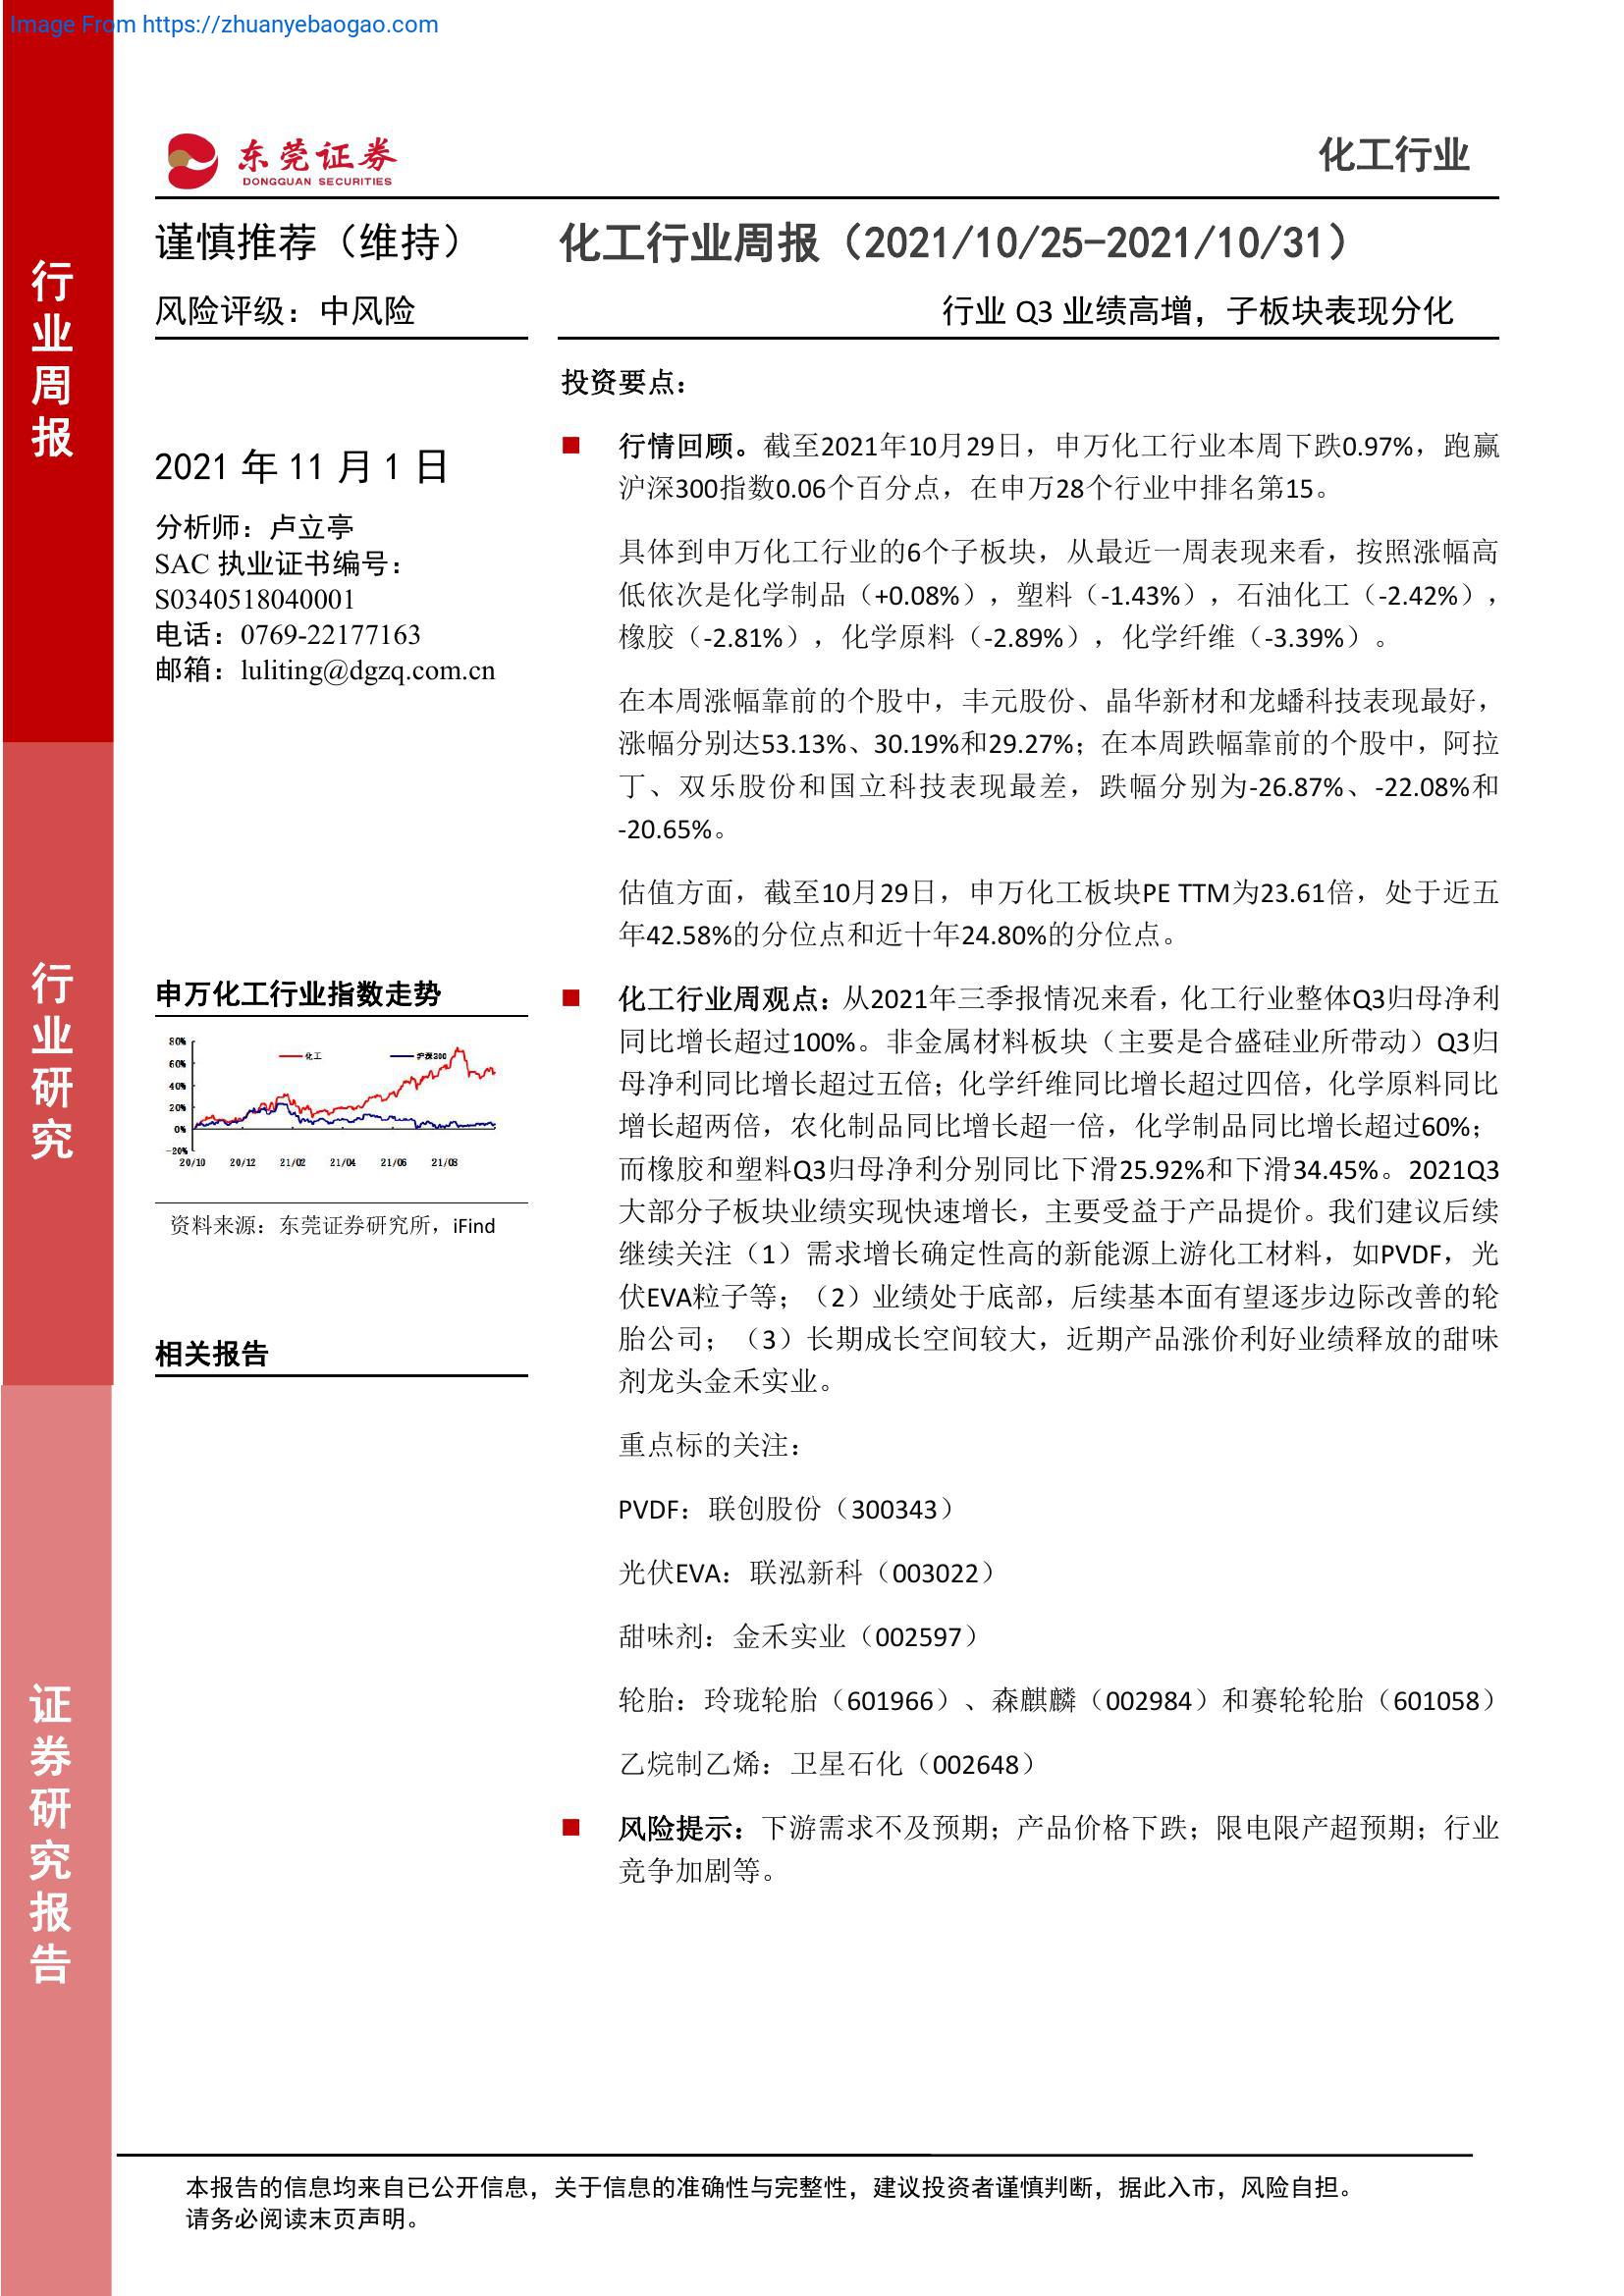 Image From https://zhuanyebaogao.com
东莞证券
DONGGUAN SECURITIES
化工行业
行业周报
行业研究
证券研究报告
谨慎推荐（维持）
风险评级：中风险
2021 年 11 月 1 日
分析师：卢立亭
SAC 执业证书编号：
S0340518040001
电话：0769-22177163
邮箱：luliting@dgzq.com.cn
申万化工行业指数走势
80%
60%
40%
20%
0%
-20%
化工
沪深300
20/10 20/12 21/02 21/04 21/06 21/08
资料来源：东莞证券研究所，iFind
相关报告
化工行业周报（2021/10/25-2021/10/31）
行业 Q3 业绩高增，子板块表现分化
投资要点：
■ 行情回顾。截至2021年10月29日，申万化工行业本周下跌0.97%，跑赢
沪深300指数0.06个百分点，在申万28个行业中排名第15。
具体到申万化工行业的6个子板块，从最近一周表现来看，按照涨幅高
低依次是化学制品（+0.08%），塑料（-1.43%），石油化工（-2.42%），
橡胶（-2.81%），化学原料（-2.89%），化学纤维（-3.39%）。
在本周涨幅靠前的个股中，丰元股份、晶华新材和龙蟠科技表现最好，
涨幅分别达53.13%、30.19%和29.27%；在本周跌幅靠前的个股中，阿拉
丁、双乐股份和国立科技表现最差，跌幅分别为-26.87%、-22.08%和
-20.65%。
估值方面，截至10月29日，申万化工板块PE TTM为23.61倍，处于近五
年42.58%的分位点和近十年24.80%的分位点。
■ 化工行业周观点：从2021年三季报情况来看，化工行业整体Q3归母净利
同比增长超过100%。非金属材料板块（主要是合盛硅业所带动）Q3归
母净利同比增长超过五倍；化学纤维同比增长超过四倍，化学原料同比
增长超两倍，农化制品同比增长超一倍，化学制品同比增长超过60%；
而橡胶和塑料Q3归母净利分别同比下滑25.92%和下滑34.45%。2021Q3
大部分子板块业绩实现快速增长，主要受益于产品提价。我们建议后续
继续关注（1）需求增长确定性高的新能源上游化工材料，如PVDF，光
伏EVA粒子等；（2）业绩处于底部，后续基本面有望逐步边际改善的轮
胎公司；（3）长期成长空间较大，近期产品涨价利好业绩释放的甜味
剂龙头金禾实业。
重点标的关注：
PVDF：联创股份（300343）
光伏EVA：联泓新科（003022）
甜味剂：金禾实业（002597）
轮胎：玲珑轮胎（601966）、森麒麟（002984）和赛轮轮胎（601058）
乙烷制乙烯：卫星石化（002648）
■ 风险提示：下游需求不及预期；产品价格下跌；限电限产超预期；行业
竞争加剧等。
本报告的信息均来自已公开信息，关于信息的准确性与完整性，建议投资者谨慎判断，据此入市，风险自担。
请务必阅读末页声明。